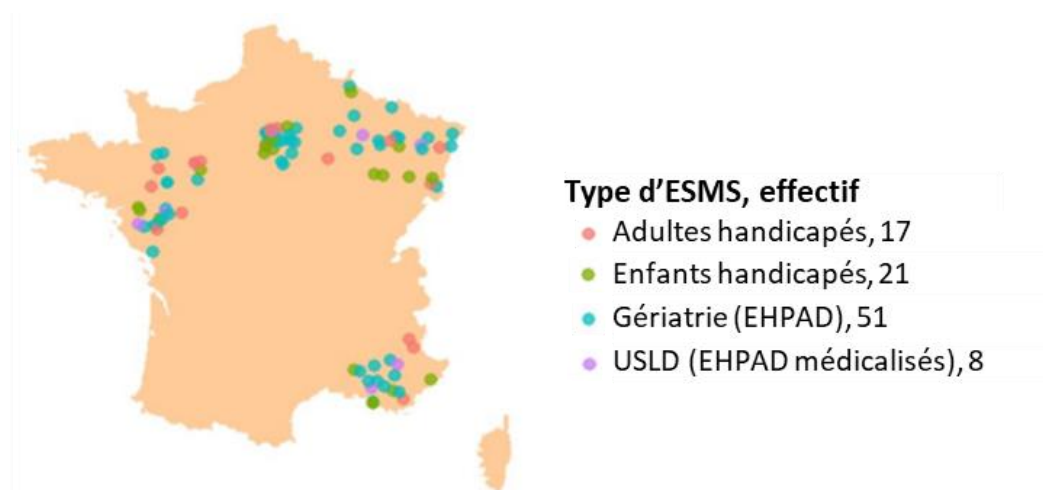 Type d’ESMS, effectif
Adultes handicapés, 17
Enfants handicapés, 21
Gériatrie (EHPAD), 51
USLD (EHPAD médicalisés), 8